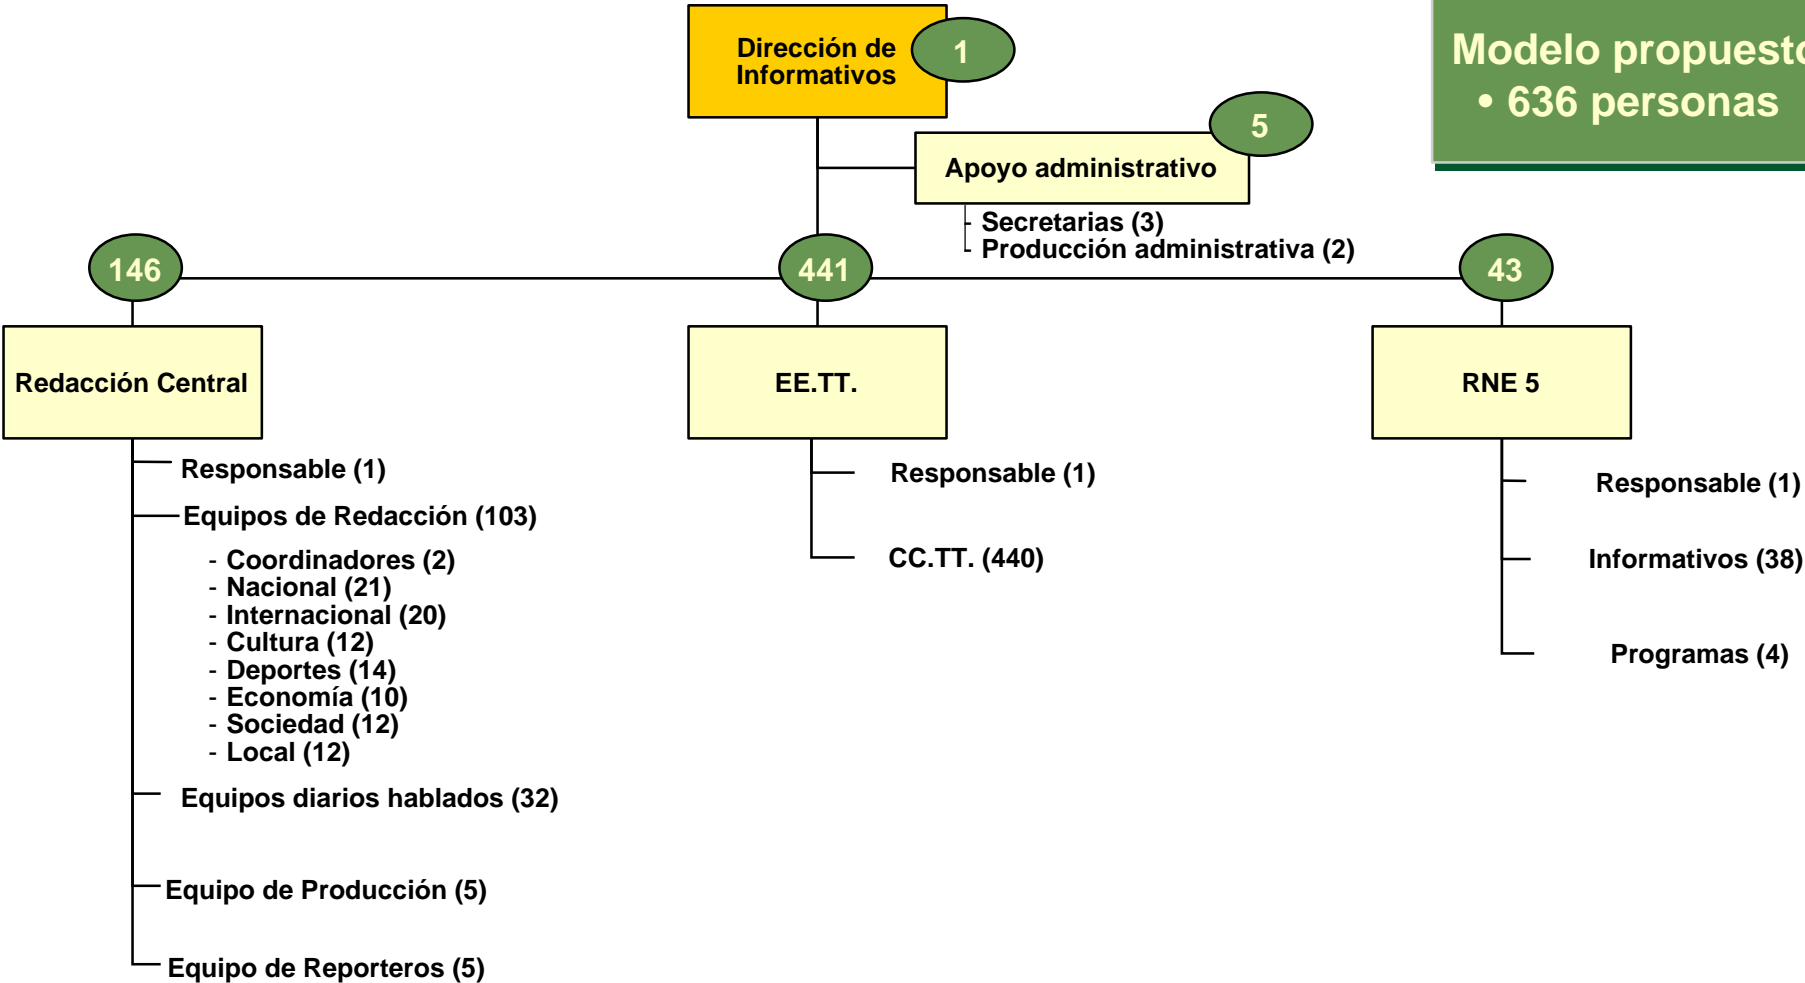 Dirección de
Informativos
1
Modelo propuesto
• 636 personas
5
Apoyo administrativo
- Secretarias (3)
- Producción administrativa (2)
146
441
43
Redacción Central
EE.TT.
RNE 5
Responsable (1)
Equipos de Redacción (103)
- Coordinadores (2)
- Nacional (21)
- Internacional (20)
- Cultura (12)
- Deportes (14)
- Economía (10)
- Sociedad (12)
- Local (12)
Equipos diarios hablados (32)
Equipo de Producción (5)
Equipo de Reporteros (5)
Responsable (1)
CC.TT. (440)
Responsable (1)
Informativos (38)
Programas (4)